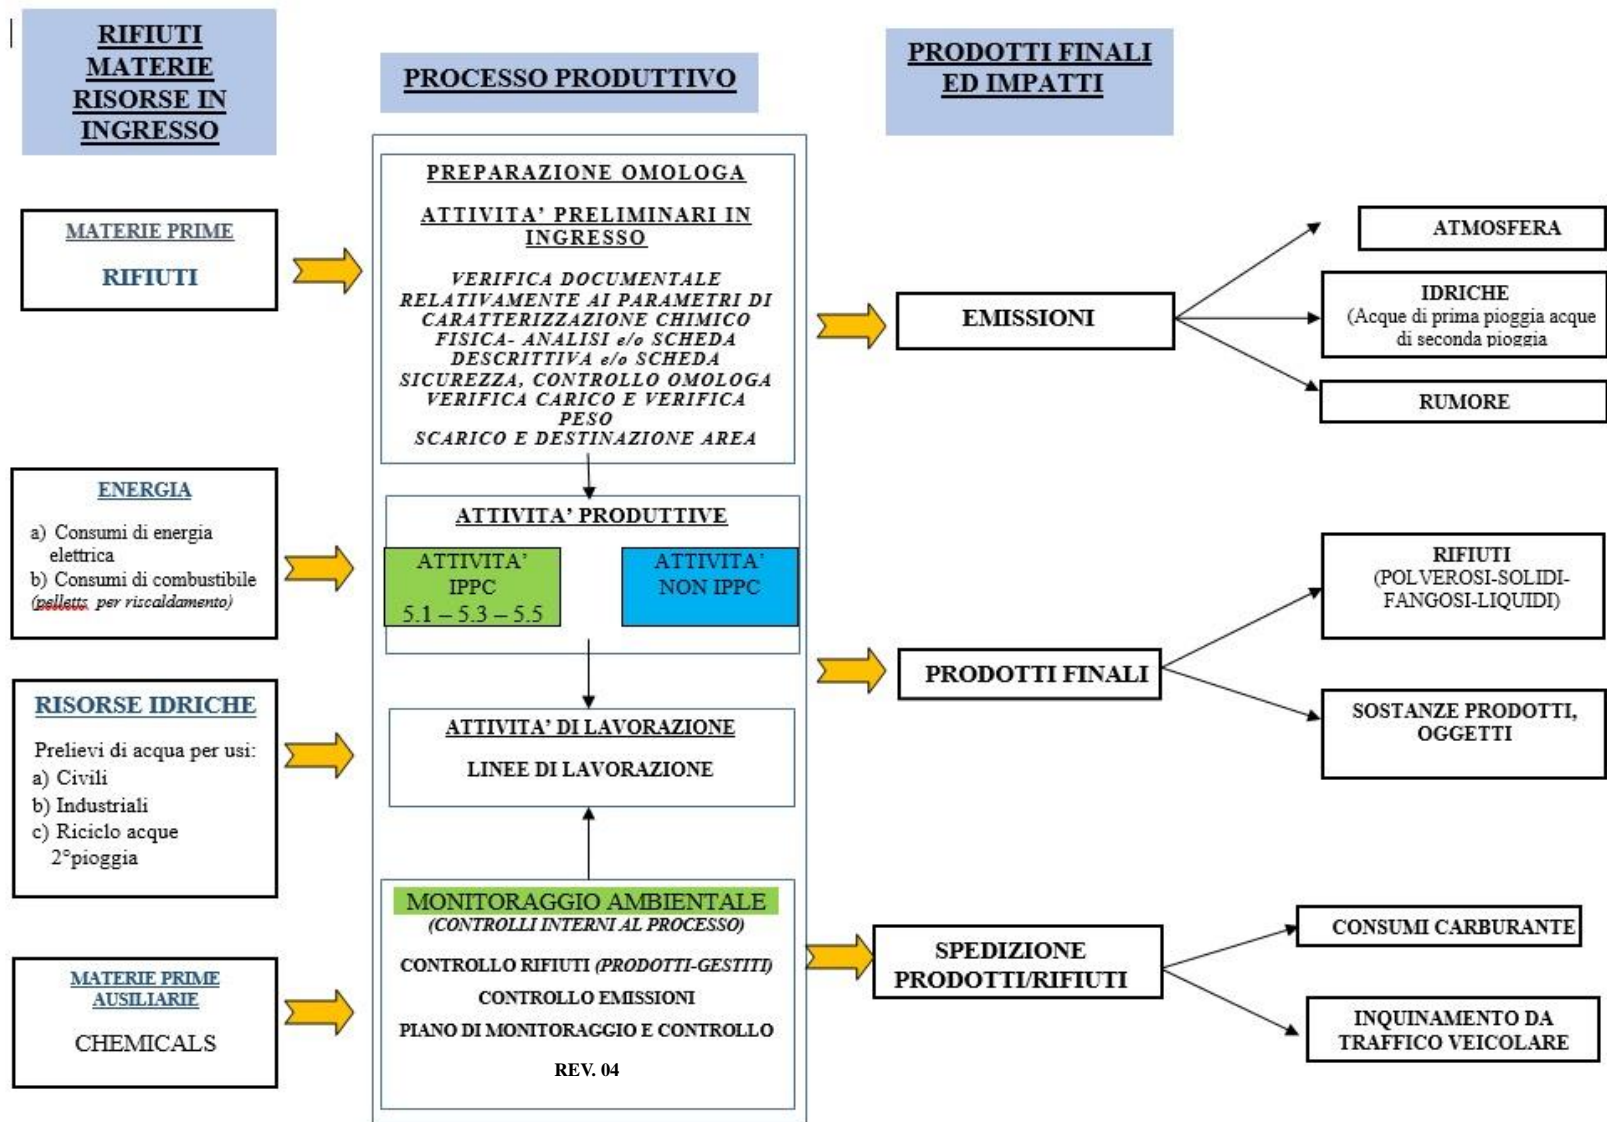 RIFIUTI
MATERIE
RISORSE IN
INGRESSO
PROCESSO PRODUTTIVO
PRODOTTI FINALI
ED IMPATTI
MATERIE PRIME
RIFIUTI
ENERGIA
a) Consumi di energia
elettrica
b) Consumi di combustibile
(pelletts per riscaldamento)
RISORSE IDRICHE
Prelievi di acqua per usi:
a) Civili
b) Industriali
c) Riciclo acque
2°pioggia
MATERIE PRIME
AUSILIARIE
CHEMICALS
PREPARAZIONE OMOLOGA
ATTIVITA’ PRELIMINARI IN
INGRESSO
VERIFICA DOCUMENTALE
RELATIVAMENTE AI PARAMETRI DI
CARATTERIZZAZIONE CHIMICO
FISICA- ANALISI e/o SCHEDA
DESCRITTIVA e/o SCHEDA
SICUREZZA, CONTROLLO OMOLOGA
VERIFICA CARICO E VERIFICA
PESO
SCARICO E DESTINAZIONE AREA
ATTIVITA’ PRODUTTIVE
ATTIVITA’
IPPC
5.1 – 5.3 – 5.5
ATTIVITA’
NON IPPC
ATTIVITA’ DI LAVORAZIONE
LINEE DI LAVORAZIONE
MONITORAGGIO AMBIENTALE
(CONTROLLI INTERNI AL PROCESSO)
CONTROLLO RIFIUTI (PRODOTTI-GESTITI)
CONTROLLO EMISSIONI
PIANO DI MONITORAGGIO E CONTROLLO
REV. 04
EMISSIONI
ATMOSFERA
IDRICHE
(Acque di prima pioggia acque
di seconda pioggia
RUMORE
PRODOTTI FINALI
RIFIUTI
(POLVEROSI-SOLIDI-
FANGOSI-LIQUIDI)
SOSTANZE PRODOTTI,
OGGETTI
SPEDIZIONE
PRODOTTI/RIFIUTI
CONSUMI CARBURANTE
INQUINAMENTO DA
TRAFFICO VEICOLARE